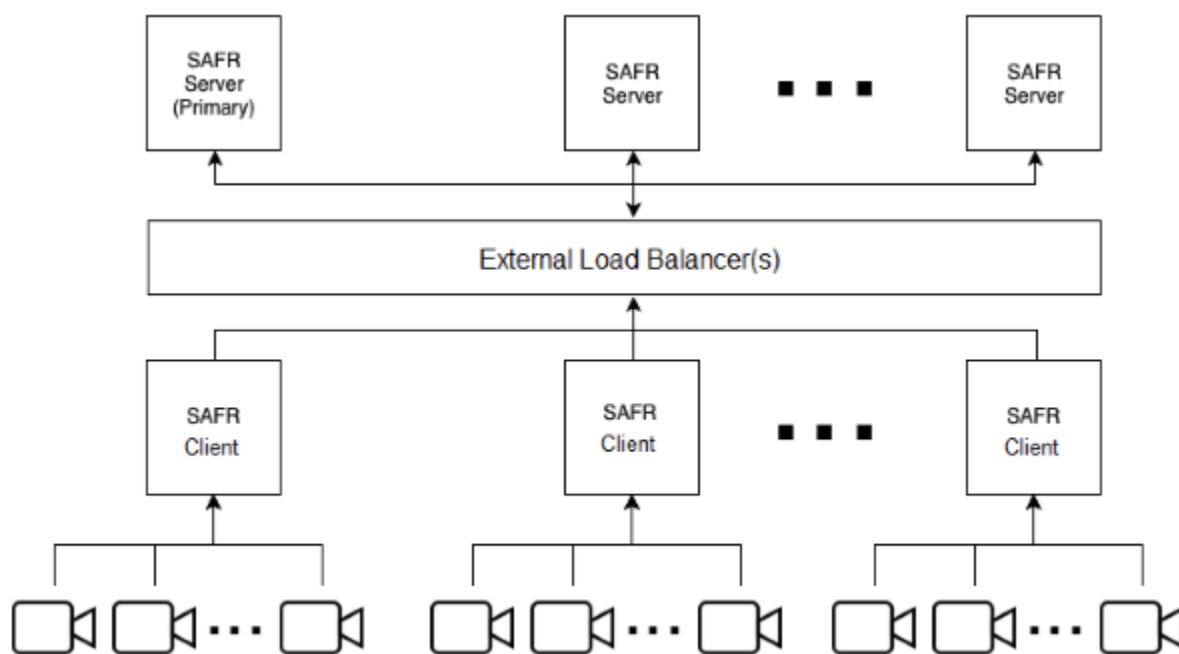 SAFR
Server
(Primary)
SAFR
Server
SAFR
Server
External Load Balancer(s)
SAFR
Client
SAFR
Client
SAFR
Client